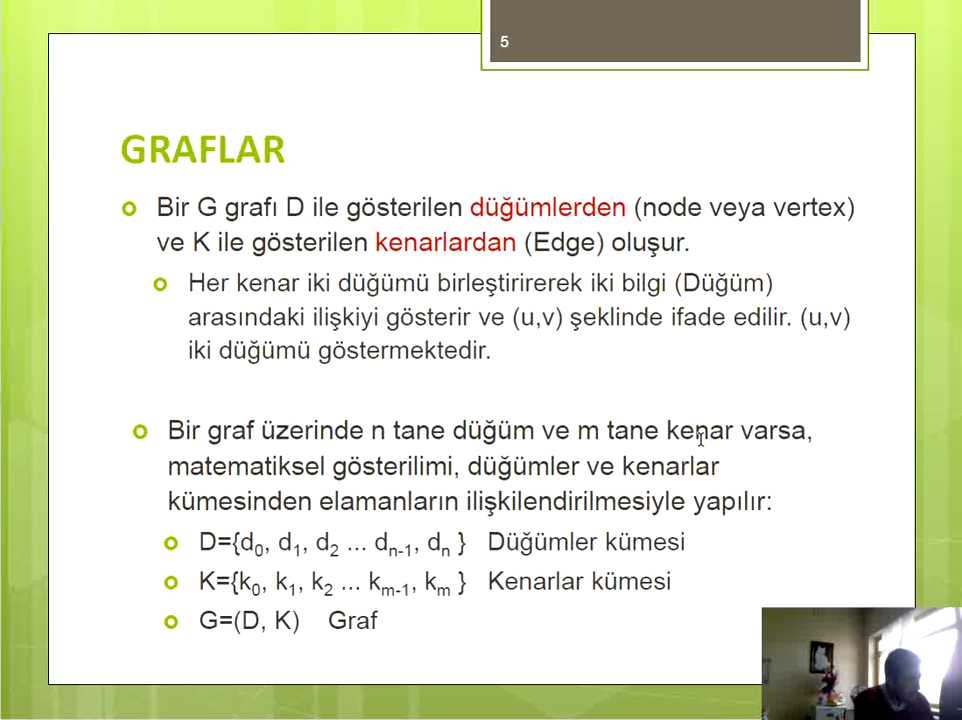 5
GRAFLAR
Bir G grafı D ile gösterilen düğümlerden (node veya vertex)
ve K ile gösterilen kenarlardan (Edge) oluşur.
Her kenar iki düğümü birleştirirerek iki bilgi (Düğüm)
arasındaki ilişkiyi gösterir ve (u,v) şeklinde ifade edilir. (u,v)
iki düğümü göstermektedir.
Bir graf üzerinde n tane düğüm ve m tane kenar varsa,
matematiksel gösterilimi, düğümler ve kenarlar
kümesinden elamanların ilişkilendirilmesiyle yapılır:
D={d₀, d₁, d₂ ... dₙ₋₁, dₙ } Düğümler kümesi
K={k₀, k₁, k₂ ... kₘ₋₁, kₘ } Kenarlar kümesi
G=(D, K) Graf